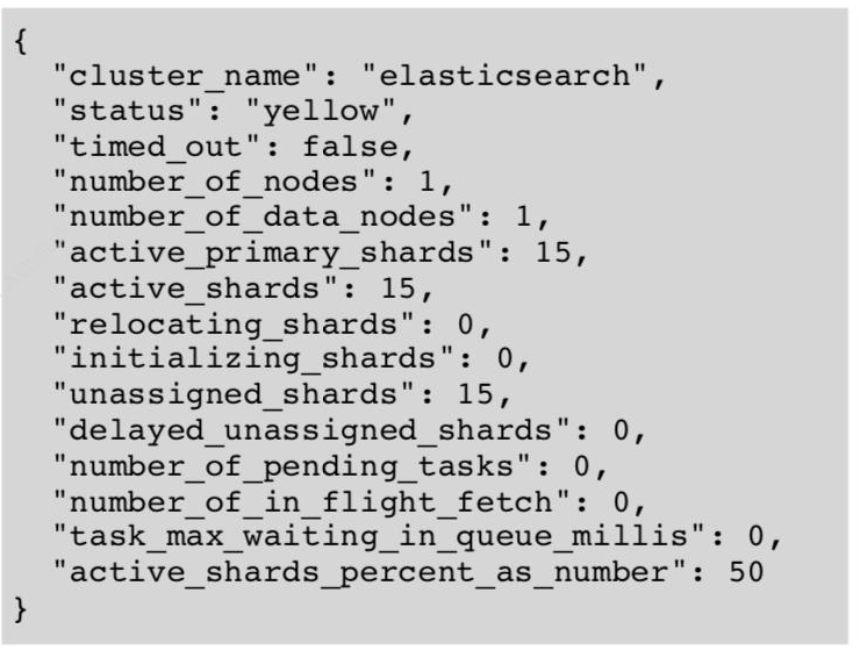 {
  "cluster_name": "elasticsearch",
  "status": "yellow",
  "timed_out": false,
  "number_of_nodes": 1,
  "number_of_data_nodes": 1,
  "active_primary_shards": 15,
  "active_shards": 15,
  "relocating_shards": 0,
  "initializing_shards": 0,
  "unassigned_shards": 15,
  "delayed_unassigned_shards": 0,
  "number_of_pending_tasks": 0,
  "number_of_in_flight_fetch": 0,
  "task_max_waiting_in_queue_millis": 0,
  "active_shards_percent_as_number": 50
}